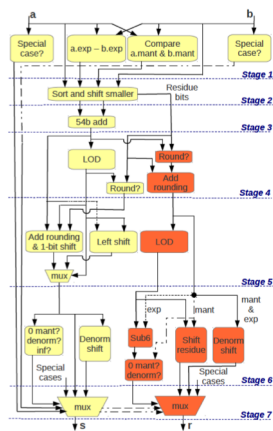 a
b
Special
case?
a.exp – b.exp
Compare
a.mant & b.mant
Special
case?
Stage 1
Sort and shift smaller
Residue
bits
Stage 2
54b add
Stage 3
LOD
Round?
Round?
Add
rounding
Stage 4
Add rounding
& 1-bit shift
Left shift
LOD
mux
Stage 5
exp
mant
mant
&
exp
0 mant?
denorm?
inf?
Denorm
shift
Sub6
Shift
residue
Denorm
shift
0 mant?
denorm?
Special
cases
Special
cases
Stage 6
mux
mux
Stage 7
s
r